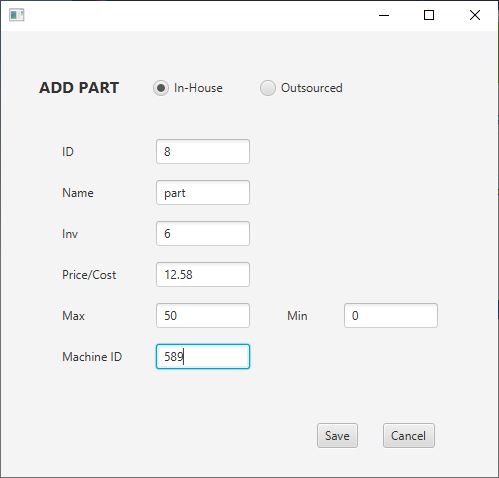 ADD PART In-House Outsourced
ID 8
Name part
Inv 6
Price/Cost 12.58
Max 50 Min 0
Machine ID 589
Save Cancel